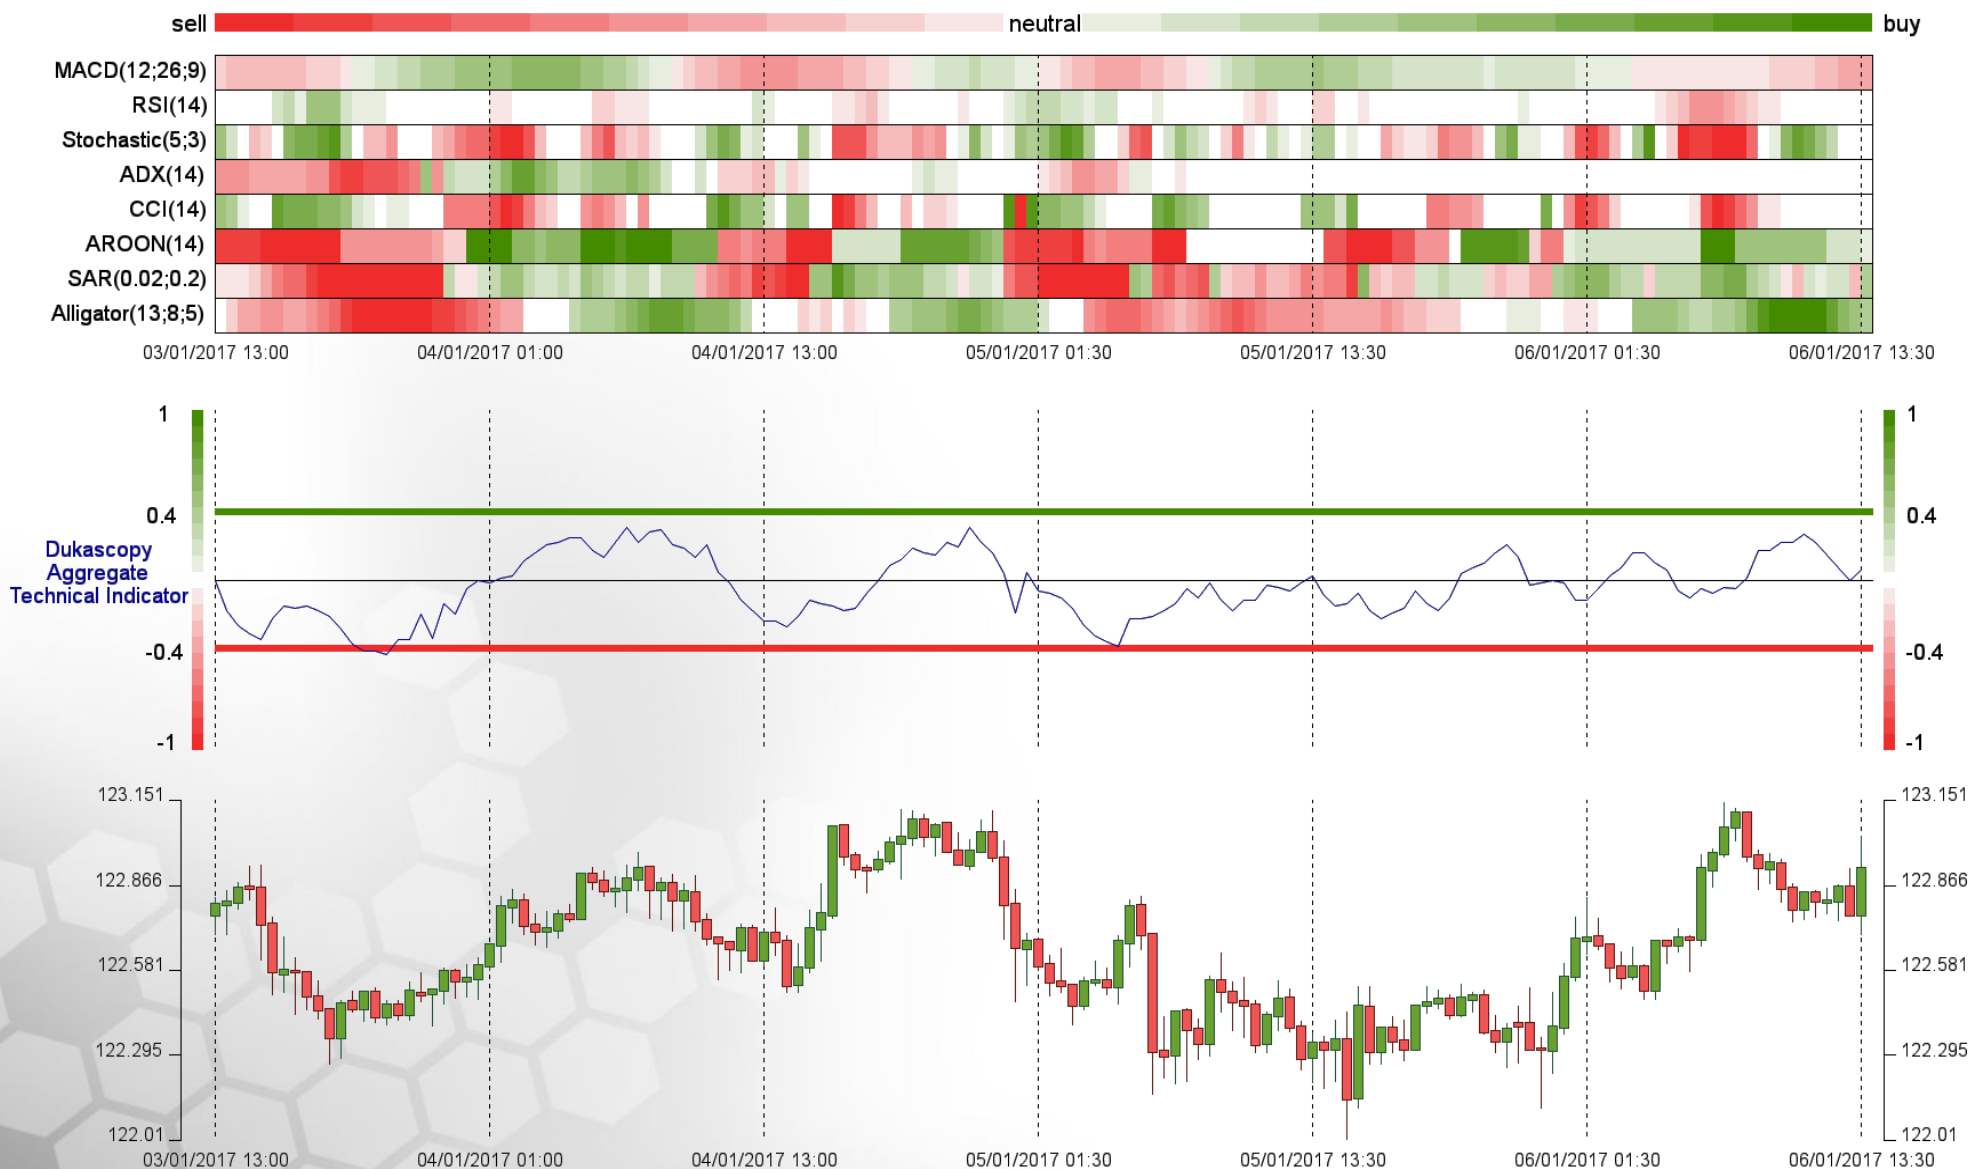 sell neutral buy
MACD(12;26;9)
RSI(14)
Stochastic(5;3)
ADX(14)
CCI(14)
AROON(14)
SAR(0.02;0.2)
Alligator(13;8;5)
03/01/2017 13:00 04/01/2017 01:00 04/01/2017 13:00 05/01/2017 01:30 05/01/2017 13:30 06/01/2017 01:30 06/01/2017 13:30
1 1
0.4 0.4
Dukascopy
Aggregate
Technical Indicator
-0.4 -0.4
-1 -1
123.151 123.151
122.866 122.866
122.581 122.581
122.295 122.295
122.01 122.01
03/01/2017 13:00 04/01/2017 01:00 04/01/2017 13:00 05/01/2017 01:30 05/01/2017 13:30 06/01/2017 01:30 06/01/2017 13:30